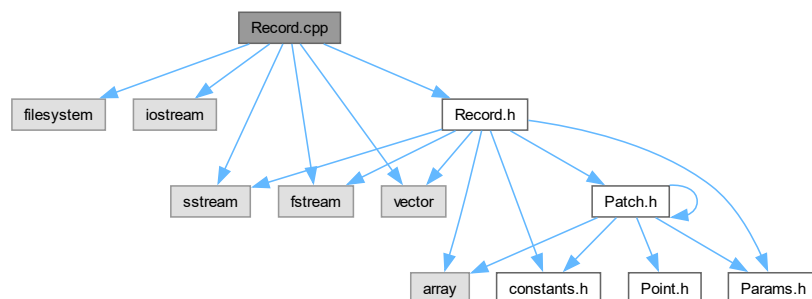 Record.cpp
filesystem
iostream
Record.h
sstream
fstream
vector
Patch.h
array
constants.h
Point.h
Params.h